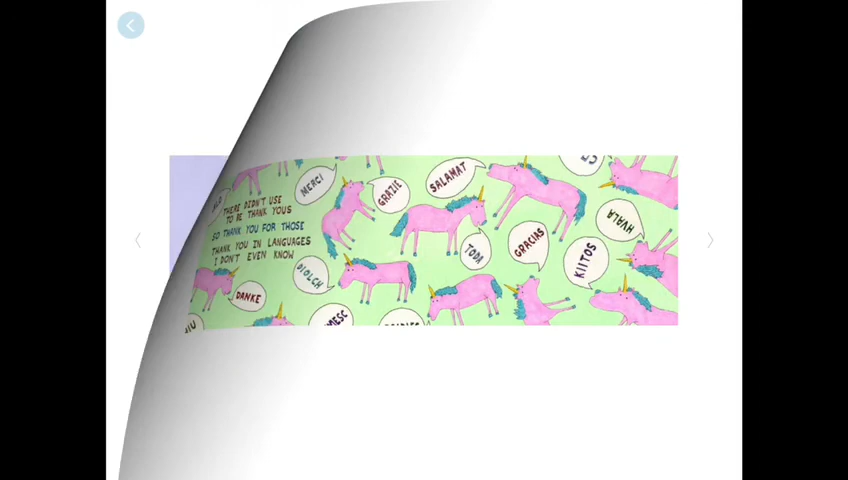 MERCI
GRAZIE
SALAMAT
THERE DIDN'T USE
TO BE THANK YOUS
SO THANK YOU FOR THOSE
THANK YOU IN LANGUAGES
I DON'T EVEN KNOW
HVALA
GRACIAS
TODA
KIITOS
DIOLCH
DANKE